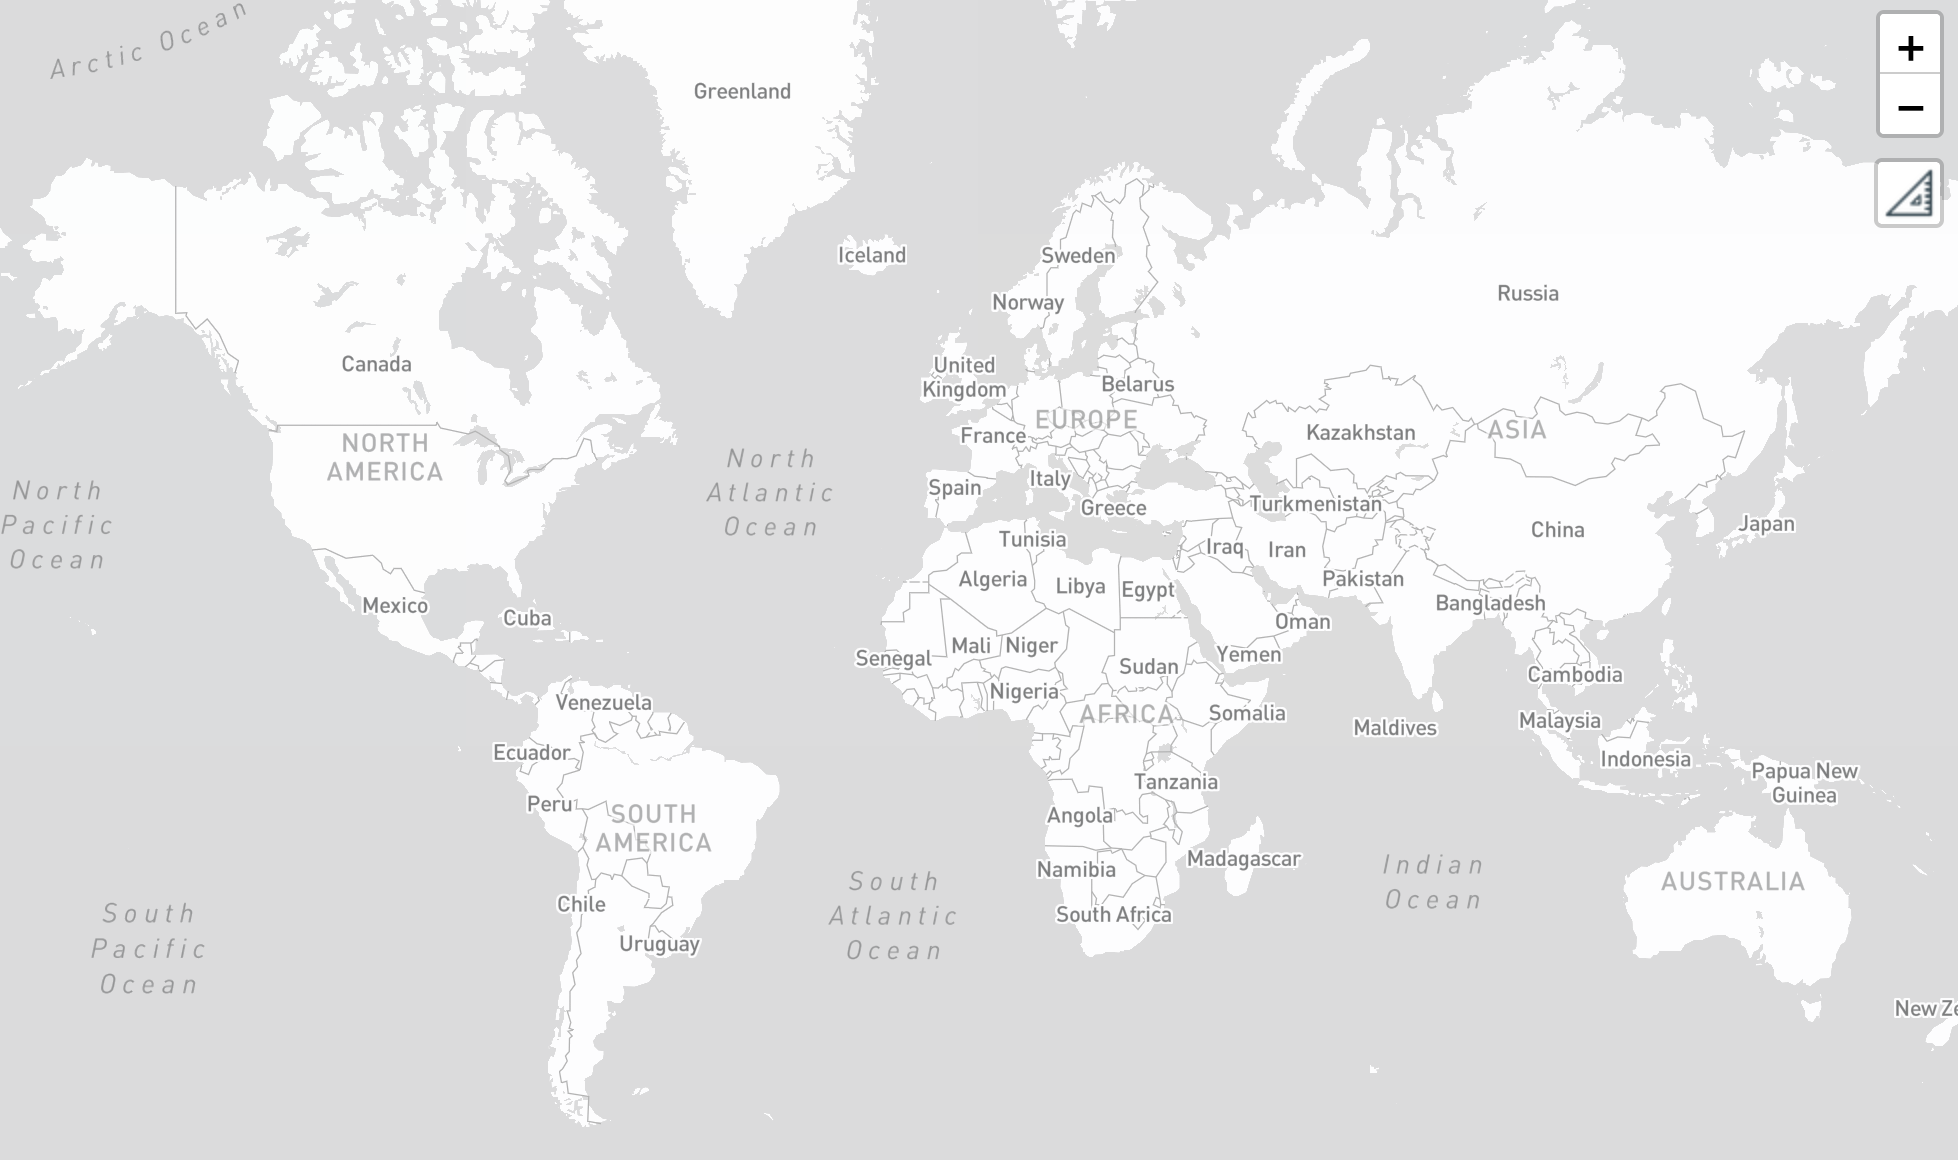 Arctic Ocean
Greenland
Iceland
Sweden
Norway
Russia
Canada
United
Kingdom
Belarus
EUROPE
France
Kazakhstan
ASIA
NORTH
AMERICA
North
Atlantic
Ocean
North
Pacific
Ocean
Spain
Italy
Greece
Turkmenistan
China
Japan
Tunisia
Iraq
Iran
Algeria
Libya
Egypt
Pakistan
Bangladesh
Mexico
Cuba
Oman
Mali
Niger
Senegal
Sudan
Yemen
Cambodia
Nigeria
Venezuela
AFRICA
Somalia
Maldives
Malaysia
Ecuador
Indonesia
Papua New
Guinea
Tanzania
Peru
SOUTH
AMERICA
Angola
Madagascar
Namibia
Indian
Ocean
AUSTRALIA
South
Atlantic
Ocean
Chile
South Africa
South
Pacific
Ocean
Uruguay
New Ze
+
−